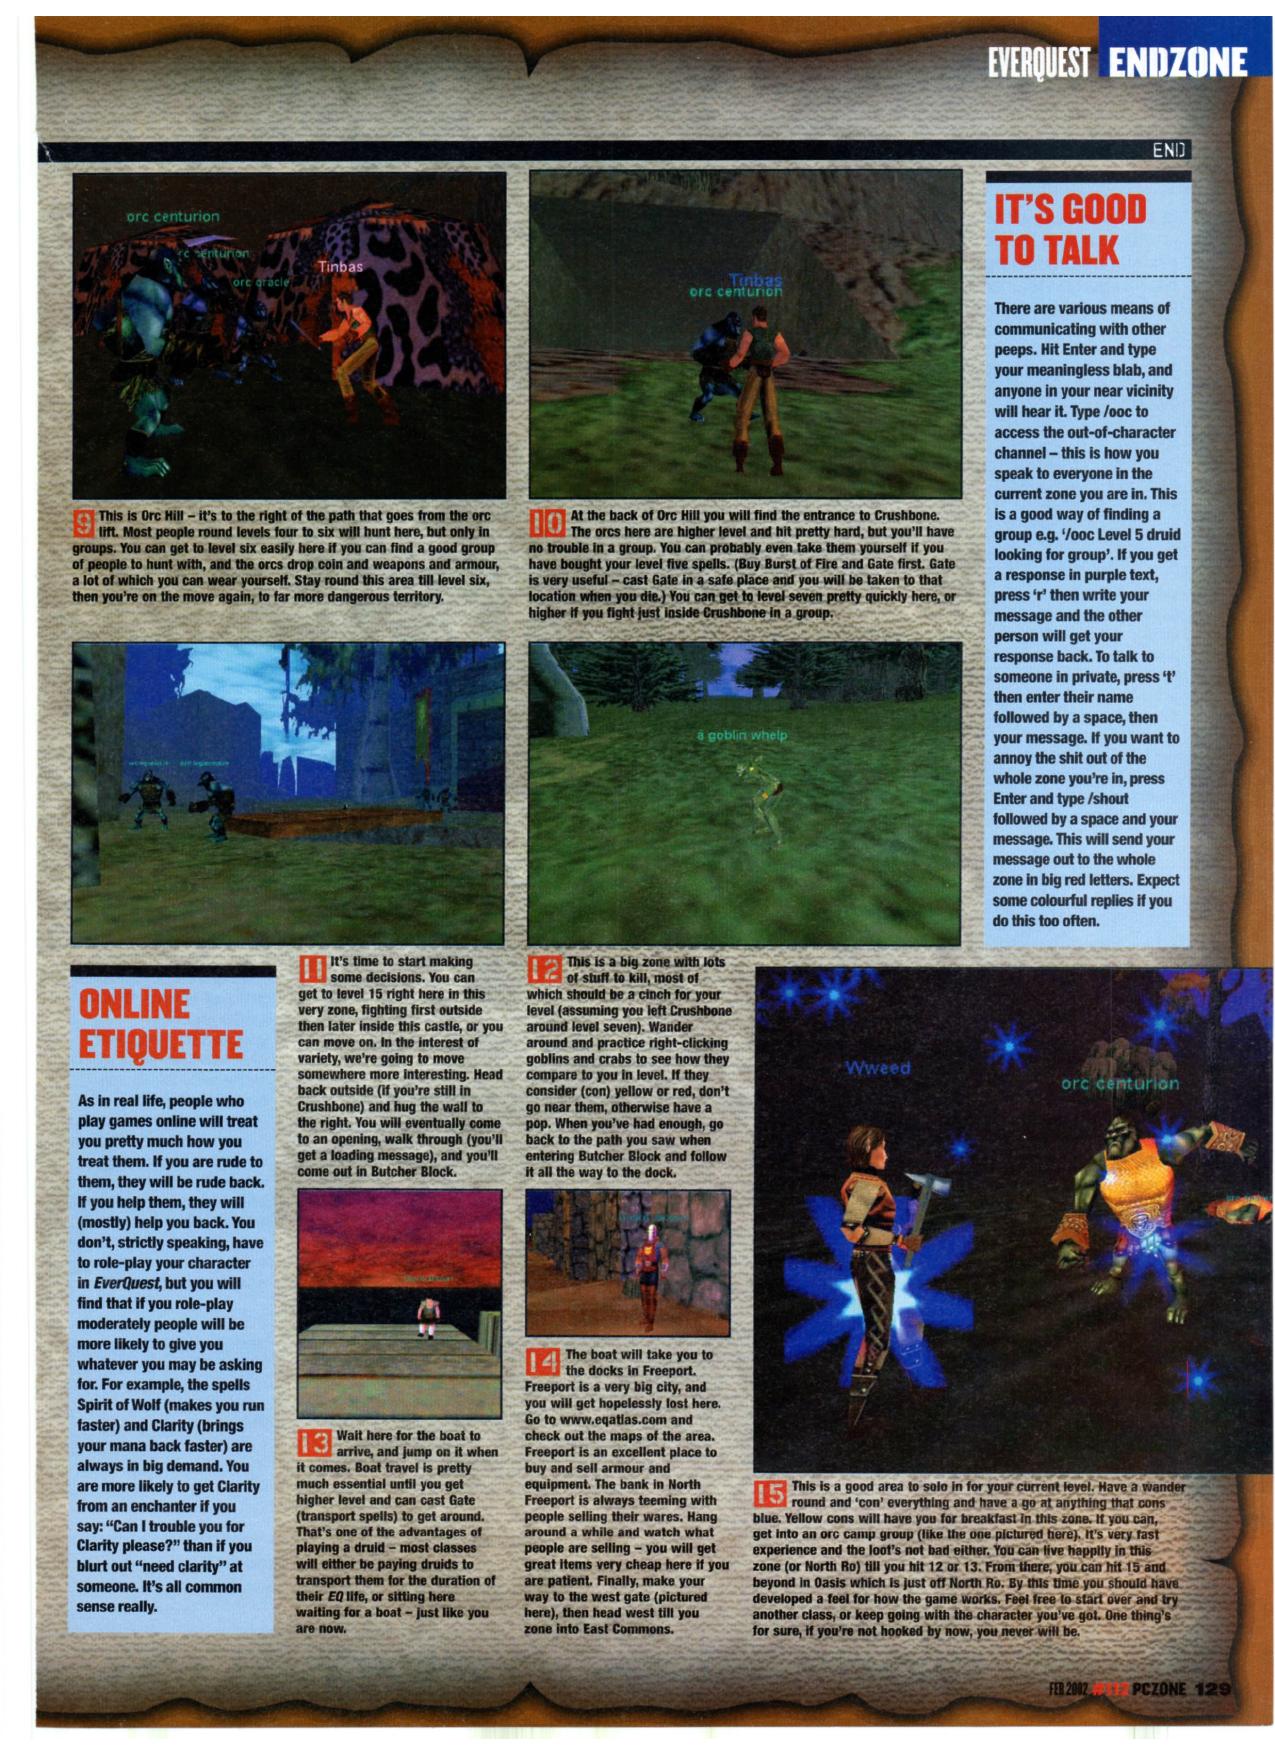 EVERQUEST ENDZONE
END
orc centurion
orc oracle
Tinbas
Tinbas
orc centurion
9 This is Orc Hill – it's to the right of the path that goes from the orc
lift. Most people round levels four to six will hunt here, but only in
groups. You can get to level six easily here if you can find a good group
of people to hunt with, and the orcs drop coin and weapons and armour,
a lot of which you can wear yourself. Stay round this area till level six,
then you're on the move again, to far more dangerous territory.
10 At the back of Orc Hill you will find the entrance to Crushbone.
The orcs here are higher level and hit pretty hard, but you'll have
no trouble in a group. You can probably even take them yourself if you
have bought your level five spells. (Buy Burst of Fire and Gate first. Gate
is very useful – cast Gate in a safe place and you will be taken to that
location when you die.) You can get to level seven pretty quickly here, or
higher if you fight just inside Crushbone in a group.
IT'S GOOD
TO TALK
There are various means of
communicating with other
peeps. Hit Enter and type
your meaningless blab, and
anyone in your near vicinity
will hear it. Type /ooc to
access the out-of-character
channel – this is how you
speak to everyone in the
current zone you are in. This
is a good way of finding a
group e.g. '/ooc Level 5 druid
looking for group'. If you get
a response in purple text,
press 'r' then write your
message and the other
person will get your
response back. To talk to
someone in private, press 't'
then enter their name
followed by a space, then
your message. If you want to
annoy the shit out of the
whole zone you're in, press
Enter and type /shout
followed by a space and your
message. This will send your
message out to the whole
zone in big red letters. Expect
some colourful replies if you
do this too often.
a goblin whelp
ONLINE
ETIQUETTE
As in real life, people who
play games online will treat
you pretty much how you
treat them. If you are rude to
them, they will be rude back.
If you help them, they will
(mostly) help you back. You
don't, strictly speaking, have
to role-play your character
in EverQuest, but you will
find that if you role-play
moderately people will be
more likely to give you
whatever you may be asking
for. For example, the spells
Spirit of Wolf (makes you run
faster) and Clarity (brings
your mana back faster) are
always in big demand. You
are more likely to get Clarity
from an enchanter if you
say: "Can I trouble you for
Clarity please?" than if you
blurt out "need clarity" at
someone. It's all common
sense really.
11 It's time to start making
some decisions. You can
get to level 15 right here in this
very zone, fighting first outside
then later inside this castle, or you
can move on. In the interest of
variety, we're going to move
somewhere more interesting. Head
back outside (if you're still in
Crushbone) and hug the wall to
the right. You will eventually come
to an opening, walk through (you'll
get a loading message), and you'll
come out in Butcher Block.
12 This is a big zone with lots
of stuff to kill, most of
which should be a cinch for your
level (assuming you left Crushbone
around level seven). Wander
around and practice right-clicking
goblins and crabs to see how they
compare to you in level. If they
consider (con) yellow or red, don't
go near them, otherwise have a
pop. When you've had enough, go
back to the path you saw when
entering Butcher Block and follow
it all the way to the dock.
Wweed
orc centurion
13 Wait here for the boat to
arrive, and jump on it when
it comes. Boat travel is pretty
much essential until you get
higher level and can cast Gate
(transport spells) to get around.
That's one of the advantages of
playing a druid – most classes
will either be paying druids to
transport them for the duration of
their EQ life, or sitting here
waiting for a boat – just like you
are now.
14 The boat will take you to
the docks in Freeport.
Freeport is a very big city, and
you will get hopelessly lost here.
Go to www.eqatlas.com and
check out the maps of the area.
Freeport is an excellent place to
buy and sell armour and
equipment. The bank in North
Freeport is always teeming with
people selling their wares. Hang
around a while and watch what
people are selling – you will get
great items very cheap here if you
are patient. Finally, make your
way to the west gate (pictured
here), then head west till you
zone into East Commons.
15 This is a good area to solo in for your current level. Have a wander
round and 'con' everything and have a go at anything that cons
blue. Yellow cons will have you for breakfast in this zone. If you can,
get into an orc camp group (like the one pictured here). It's very fast
experience and the loot's not bad either. You can live happily in this
zone (or North Ro) till you hit 12 or 13. From there, you can hit 15 and
beyond in Oasis which is just off North Ro. By this time you should have
developed a feel for how the game works. Feel free to start over and try
another class, or keep going with the character you've got. One thing's
for sure, if you're not hooked by now, you never will be.
FEB 2002 #112 PCZONE 129